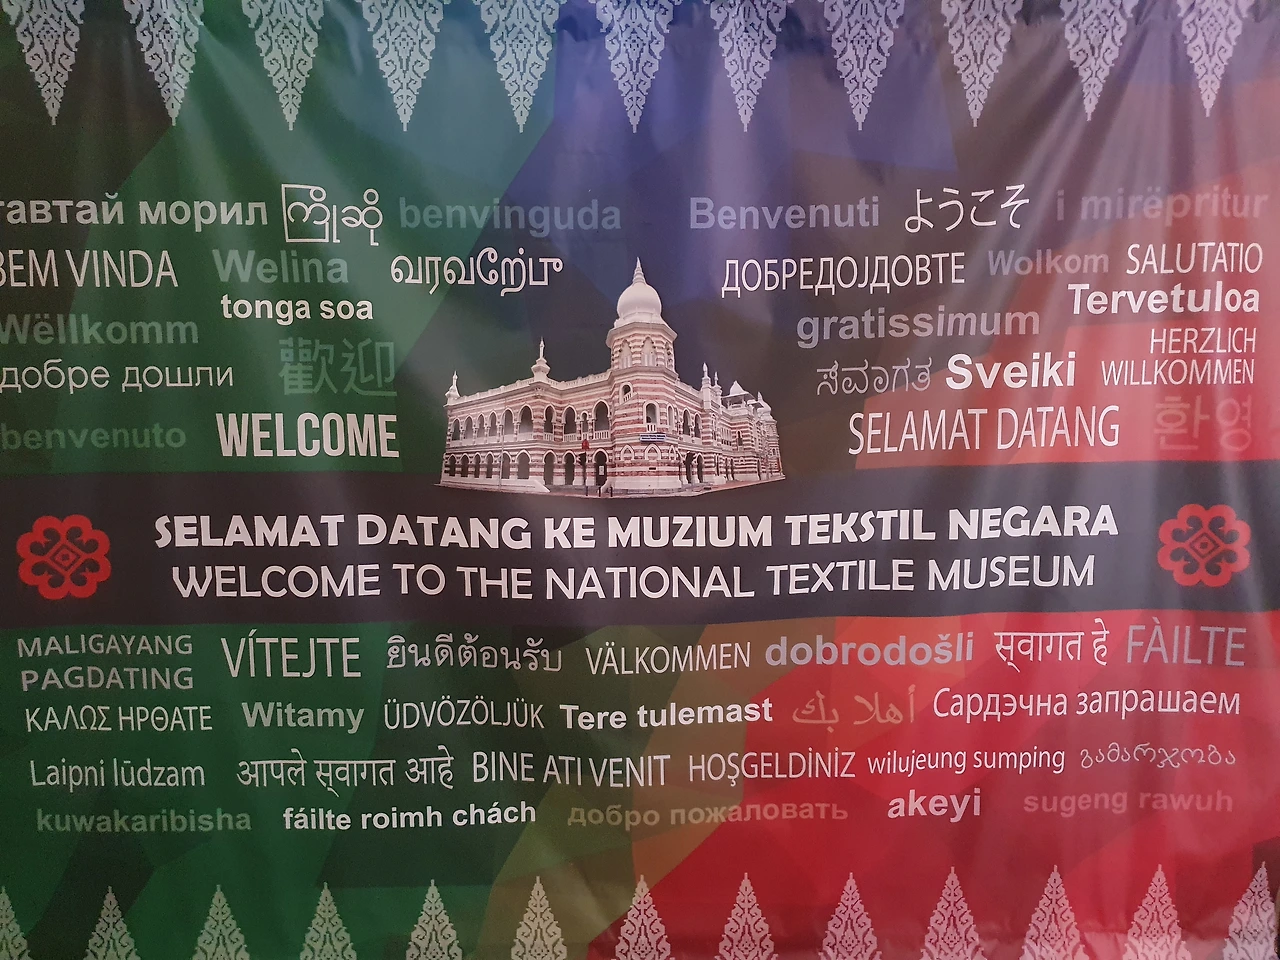 тавтай морил ကြိုဆို benvinguda Benvenuti ようこそ i mirëpritur
BEM VINDA Welina வரவேற்பு ДОБРЕДОЈДОВТЕ Wolkom SALUTATIO
tonga soa Tervetuloa
Wëllkomm 歡迎 gratissimum HERZLICH
добре дошли ಸ್ವಾಗತ Sveiki WILLKOMMEN
benvenuto WELCOME SELAMAT DATANG 환영
SELAMAT DATANG KE MUZIUM TEKSTIL NEGARA
WELCOME TO THE NATIONAL TEXTILE MUSEUM
MALIGAYANG
PAGDATING VÍTEJTE ยินดีต้อนรับ VÄLKOMMEN dobrodošli स्वागत हे FÀILTE
ΚΑΛΩΣ ΗΡΘΑΤΕ Witamy ÜDVÖZÖLJÜK Tere tulemast أهلا بك Сардэчна запрашаем
Laipni lūdzam आपले स्वागत आहे BINE ATI VENIT HOŞGELDİNİZ wilujeung sumping გამარჯობა
kuwakaribisha fáilte roimh chách добро пожаловать akeyi sugeng rawuh